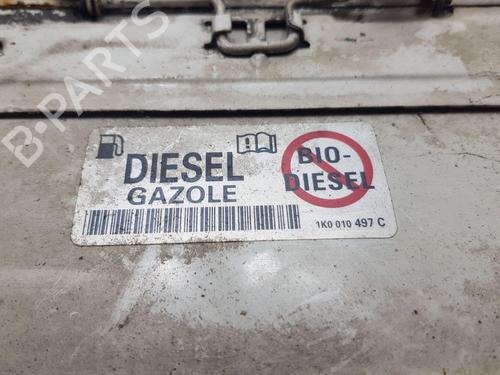 B-PARTS
DIESEL
GAZOLE
BIO-
DIESEL
1K0 010 497 C